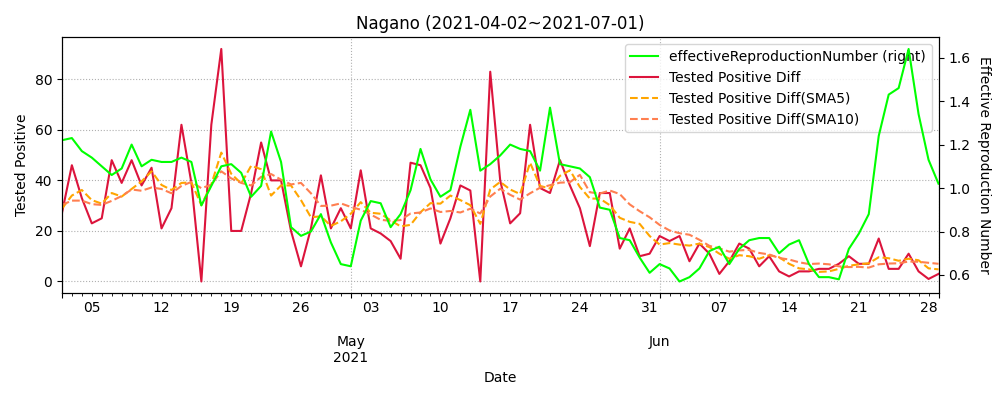 Nagano (2021-04-02~2021-07-01)
effectiveReproductionNumber (right)
Tested Positive Diff
Tested Positive Diff(SMA5)
Tested Positive Diff(SMA10)
Tested Positive
80
60
40
20
0
Effective Reproduction Number
1.6
1.4
1.2
1.0
0.8
0.6
05 12 19 26 03 10 17 24 31 07 14 21 28
May Jun
2021
Date